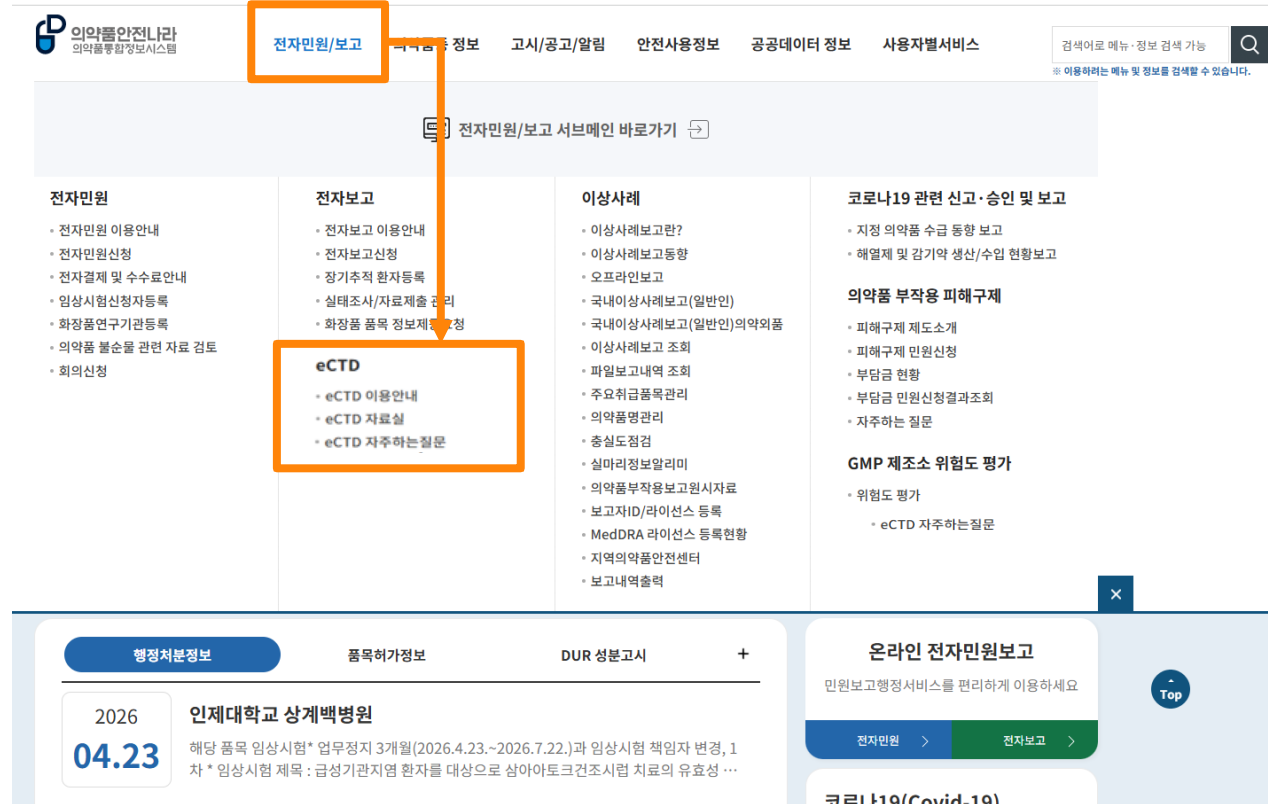 의약품안전나라
의약품통합정보시스템
전자민원/보고
의약품등 정보
고시/공고/알림
안전사용정보
공공데이터 정보
사용자별서비스
검색어로 메뉴·정보 검색 가능
※ 이용하려는 메뉴 및 정보를 검색할 수 있습니다.
전자민원/보고 서브메인 바로가기
전자민원
• 전자민원 이용안내
• 전자민원신청
• 전자결제 및 수수료안내
• 임상시험신청자등록
• 화장품연구기관등록
• 의약품 불순물 관련 자료 검토
• 회의신청
전자보고
• 전자보고 이용안내
• 전자보고신청
• 장기추적 환자등록
• 실태조사/자료제출 관리
• 화장품 품목 정보제공 요청
eCTD
• eCTD 이용안내
• eCTD 자료실
• eCTD 자주하는질문
이상사례
• 이상사례보고란?
• 이상사례보고동향
• 오프라인보고
• 국내이상사례보고(일반인)
• 국내이상사례보고(일반인)의약외품
• 이상사례보고 조회
• 파일보고내역 조회
• 주요취급품목관리
• 의약품명관리
• 충실도점검
• 실마리정보알리미
• 의약품부작용보고원시자료
• 보고자ID/라이선스 등록
• MedDRA 라이선스 등록현황
• 지역의약품안전센터
• 보고내역출력
코로나19 관련 신고·승인 및 보고
• 지정 의약품 수급 동향 보고
• 해열제 및 감기약 생산/수입 현황보고
의약품 부작용 피해구제
• 피해구제 제도소개
• 피해구제 민원신청
• 부담금 현황
• 부담금 민원신청결과조회
• 자주하는 질문
GMP 제조소 위험도 평가
• 위험도 평가
• eCTD 자주하는질문
행정처분정보
품목허가정보
DUR 성분고시
+
2026
04.23
인제대학교 상계백병원
해당 품목 임상시험* 업무정지 3개월(2026.4.23.~2026.7.22.)과 임상시험 책임자 변경, 1
차 * 임상시험 제목 : 급성기관지염 환자를 대상으로 삼아아토크건조시럽 치료의 유효성 …
온라인 전자민원보고
민원보고행정서비스를 편리하게 이용하세요
전자민원
전자보고
Top
코로나19(Covid-19)